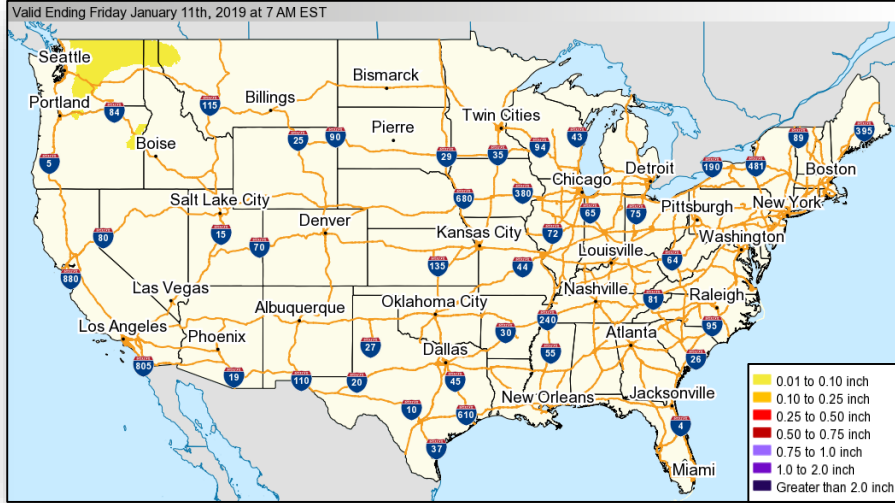 Valid Ending Friday January 11th, 2019 at 7 AM EST
Seattle
Portland
84
5
115
Billings
Bismarck
Twin Cities
43
94
35
29
Pierre
90
25
Boise
Salt Lake City
80
15
70
Denver
680
380
Chicago
Detroit
190
481
89
395
Boston
New York
Pittsburgh
Washington
65
75
72
Kansas City
135
44
Louisville
64
880
Las Vegas
Los Angeles
805
Phoenix
19
Albuquerque
110
20
27
Oklahoma City
30
240
Nashville
81
Raleigh
95
26
Atlanta
55
Dallas
45
10
610
37
New Orleans
Jacksonville
4
Miami
0.01 to 0.10 inch
0.10 to 0.25 inch
0.25 to 0.50 inch
0.50 to 0.75 inch
0.75 to 1.0 inch
1.0 to 2.0 inch
Greater than 2.0 inch